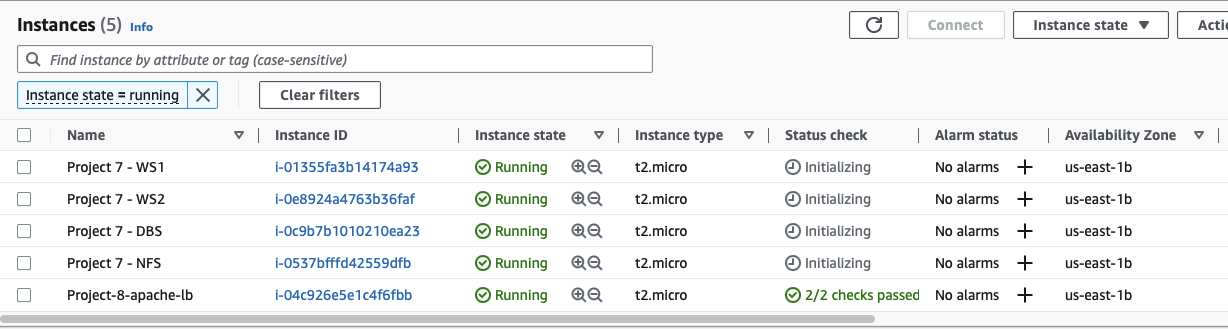 Instances (5) Info
Connect Instance state Actio
Find instance by attribute or tag (case-sensitive)
Instance state = running Clear filters
Name Instance ID Instance state Instance type Status check Alarm status Availability Zone
Project 7 - WS1 i-01355fa3b14174a93 Running t2.micro Initializing No alarms us-east-1b
Project 7 - WS2 i-0e8924a4763b36faf Running t2.micro Initializing No alarms us-east-1b
Project 7 - DBS i-0c9b7b1010210ea23 Running t2.micro Initializing No alarms us-east-1b
Project 7 - NFS i-0537bfffd42559dfb Running t2.micro Initializing No alarms us-east-1b
Project-8-apache-lb i-04c926e5e1c4f6fbb Running t2.micro 2/2 checks passed No alarms us-east-1b